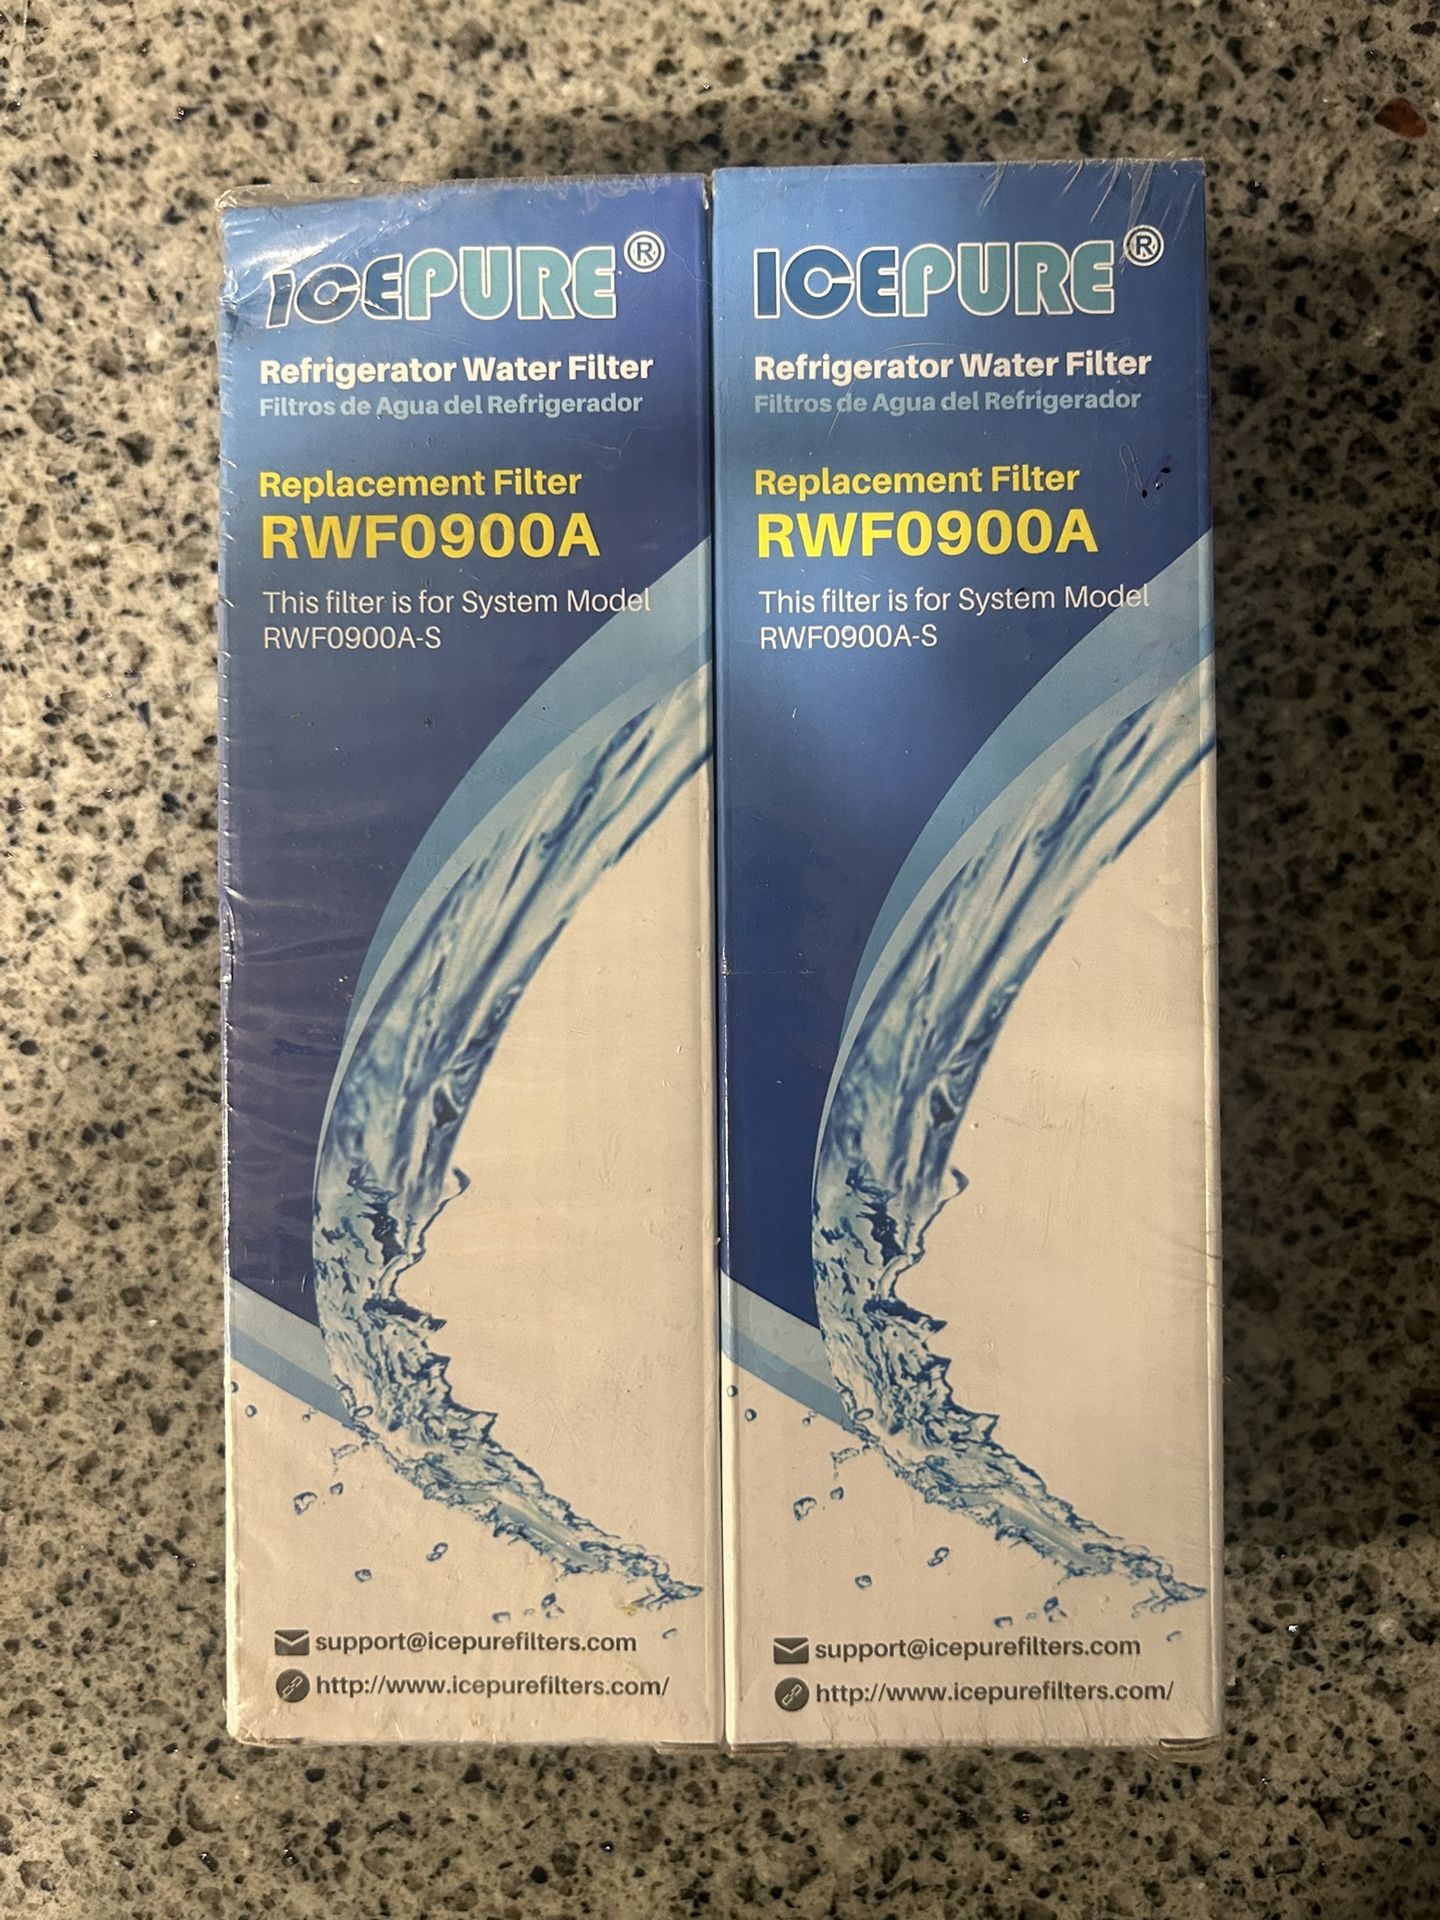 ICEPURE®
Refrigerator Water Filter
Filtros de Agua del Refrigerador
Replacement Filter
RWF0900A
This filter is for System Model
RWF0900A-S
support@icepurefilters.com
http://www.icepurefilters.com/
ICEPURE®
Refrigerator Water Filter
Filtros de Agua del Refrigerador
Replacement Filter
RWF0900A
This filter is for System Model
RWF0900A-S
support@icepurefilters.com
http://www.icepurefilters.com/